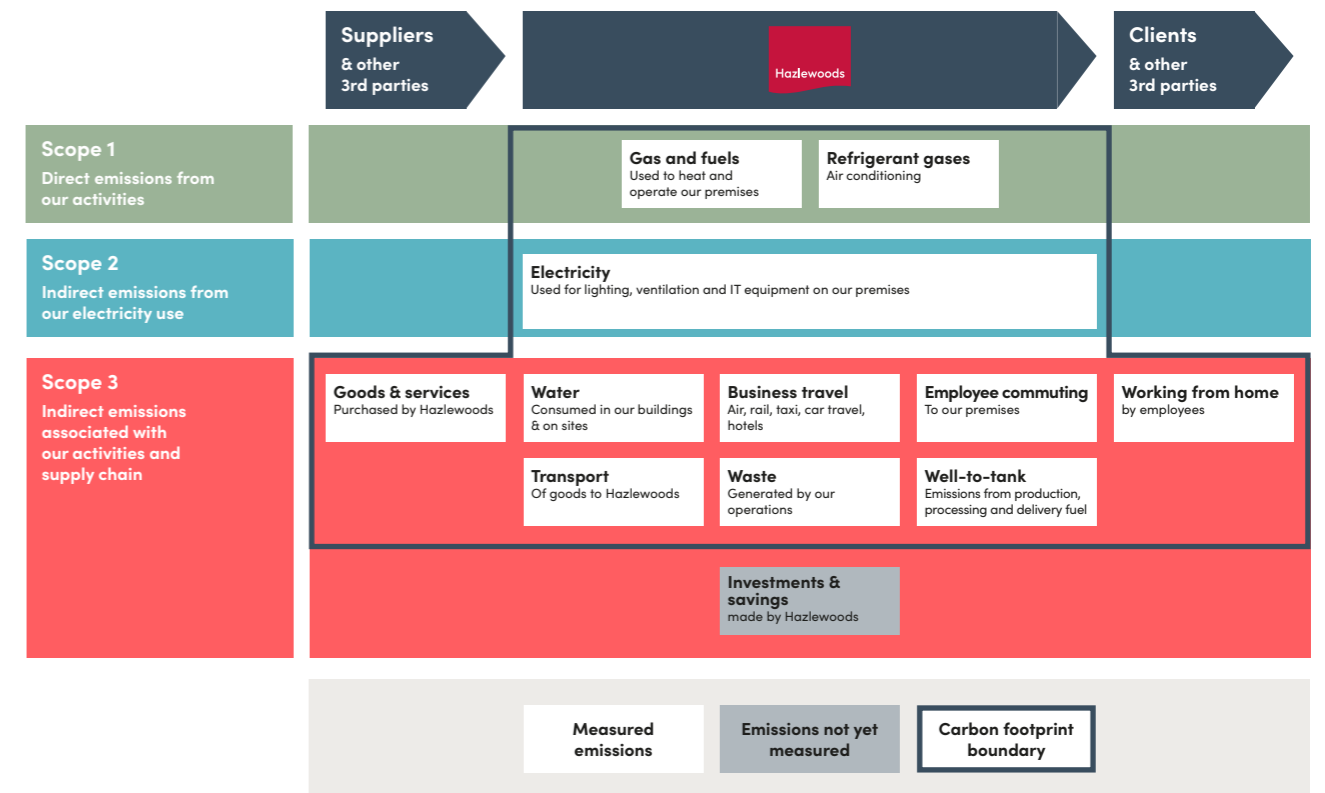 Suppliers
& other
3rd parties
Hazlewoods
Clients
& other
3rd parties
Scope 1
Direct emissions from
our activities
Gas and fuels
Used to heat and
operate our premises
Refrigerant gases
Air conditioning
Scope 2
Indirect emissions from
our electricity use
Electricity
Used for lighting, ventilation and IT equipment on our premises
Scope 3
Indirect emissions
associated with
our activities and
supply chain
Goods & services
Purchased by Hazlewoods
Water
Consumed in our buildings
& on sites
Business travel
Air, rail, taxi, car travel,
hotels
Employee commuting
To our premises
Working from home
by employees
Transport
Of goods to Hazlewoods
Waste
Generated by our
operations
Well-to-tank
Emissions from production,
processing and delivery fuel
Investments &
savings
made by Hazlewoods
Measured
emissions
Emissions not yet
measured
Carbon footprint
boundary